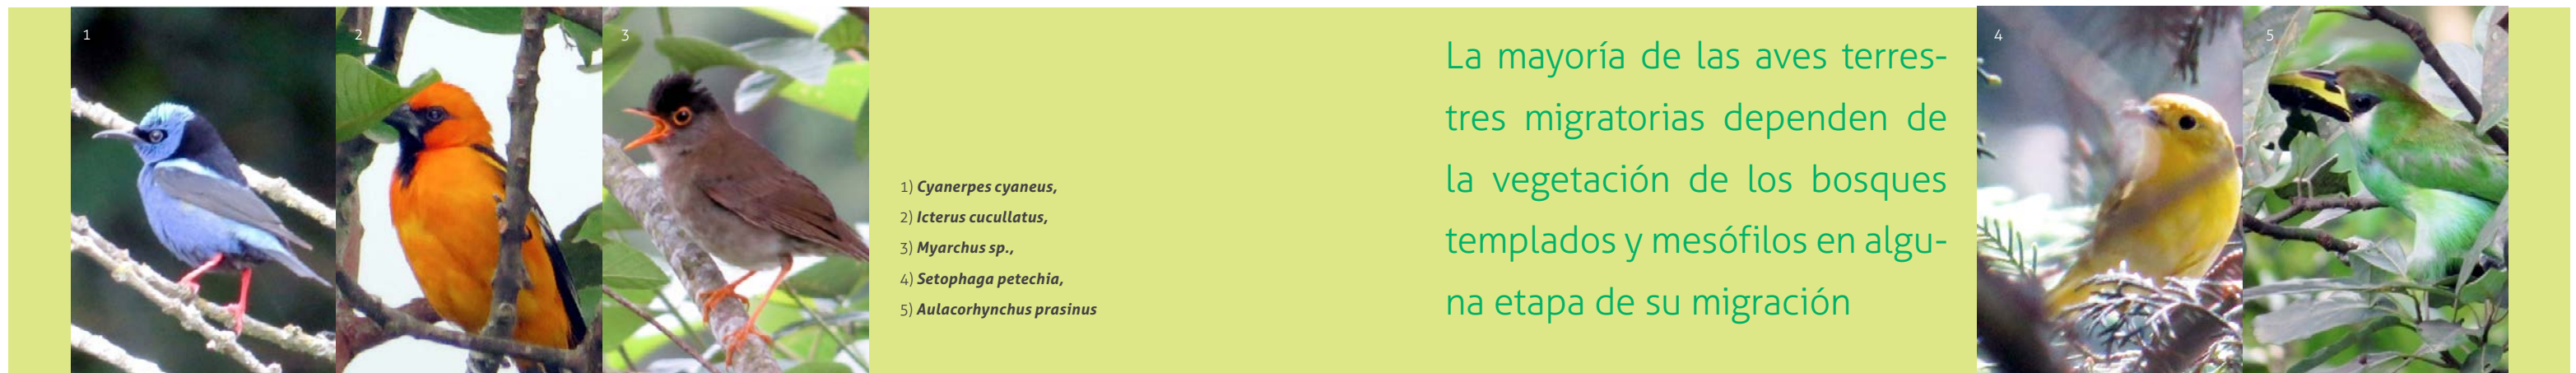 1
2
3
1) Cyanerpes cyaneus,
2) Icterus cucullatus,
3) Myarchus sp.,
4) Setophaga petechia,
5) Aulacorhynchus prasinus
La mayoría de las aves terres-
tres migratorias dependen de
la vegetación de los bosques
templados y mesófilos en algu-
na etapa de su migración
4
5